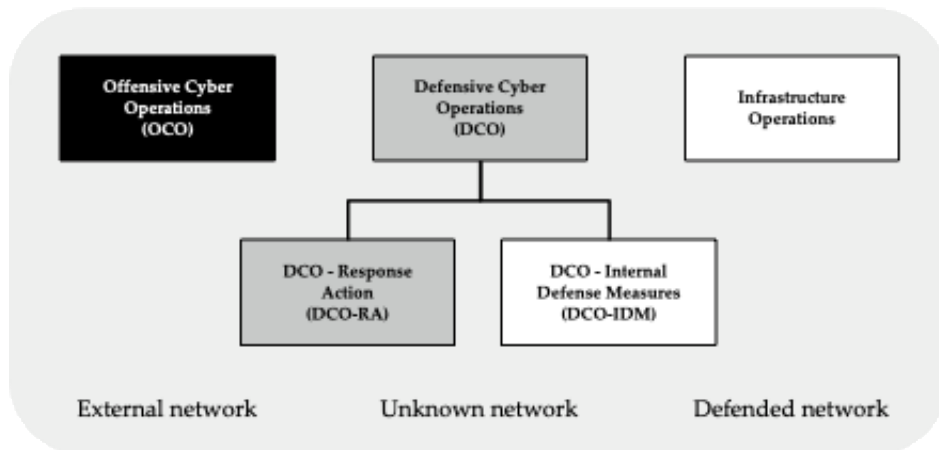 Offensive Cyber
Operations
(OCO)
Defensive Cyber
Operations
(DCO)
Infrastructure
Operations
DCO - Response
Action
(DCO-RA)
DCO - Internal
Defense Measures
(DCO-IDM)
External network
Unknown network
Defended network